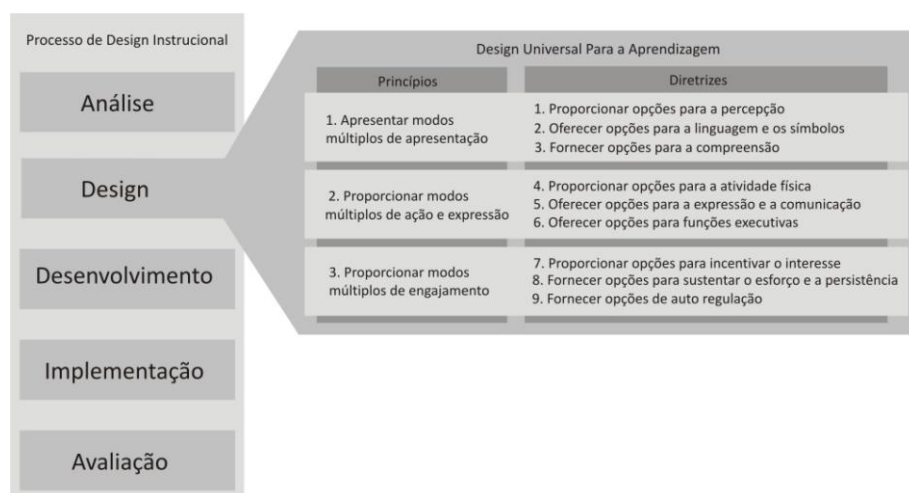 Processo de Design Instrucional
Análise
Design
Desenvolvimento
Implementação
Avaliação
Design Universal Para a Aprendizagem
Princípios
Diretrizes
1. Apresentar modos
múltiplos de apresentação
1. Proporcionar opções para a percepção
2. Oferecer opções para a linguagem e os símbolos
3. Fornecer opções para a compreensão
2. Proporcionar modos
múltiplos de ação e expressão
4. Proporcionar opções para a atividade física
5. Oferecer opções para a expressão e a comunicação
6. Oferecer opções para funções executivas
3. Proporcionar modos
múltiplos de engajamento
7. Proporcionar opções para incentivar o interesse
8. Fornecer opções para sustentar o esforço e a persistência
9. Fornecer opções de auto regulação